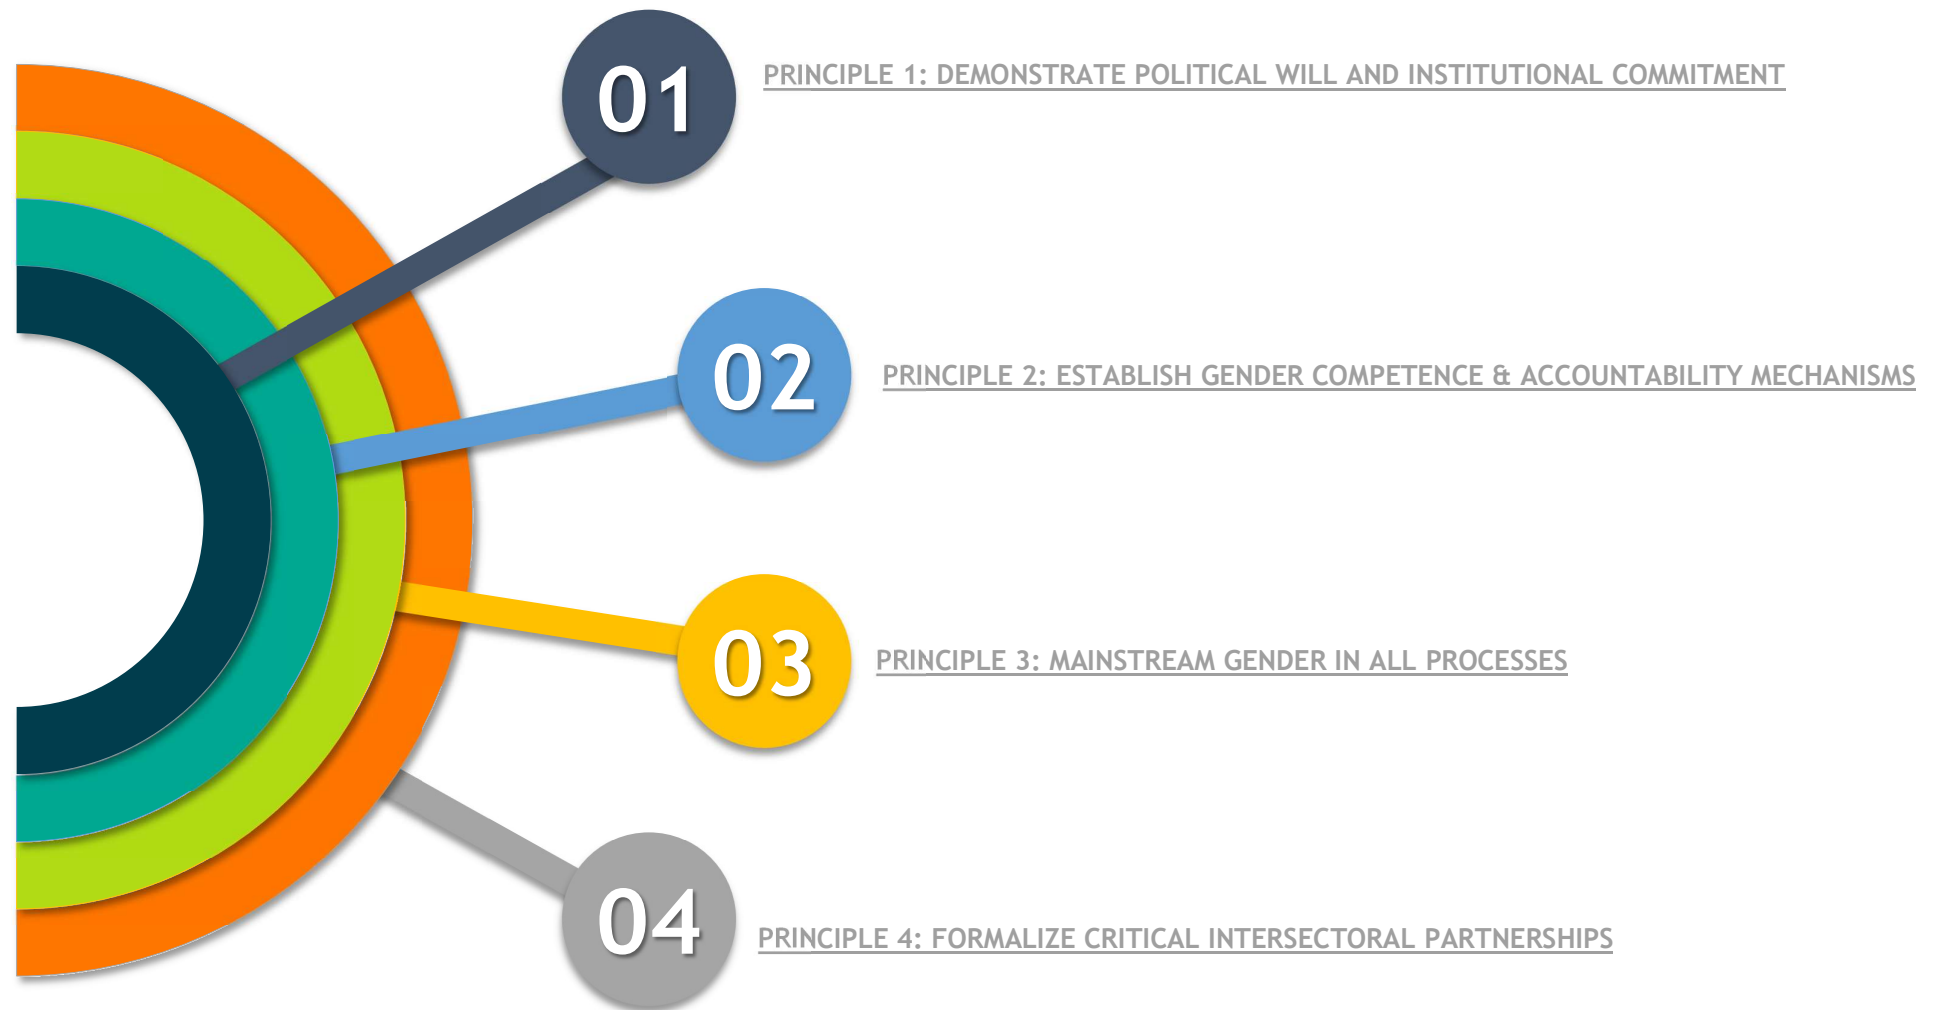 01
PRINCIPLE 1: DEMONSTRATE POLITICAL WILL AND INSTITUTIONAL COMMITMENT
02
PRINCIPLE 2: ESTABLISH GENDER COMPETENCE & ACCOUNTABILITY MECHANISMS
03
PRINCIPLE 3: MAINSTREAM GENDER IN ALL PROCESSES
04
PRINCIPLE 4: FORMALIZE CRITICAL INTERSECTORAL PARTNERSHIPS